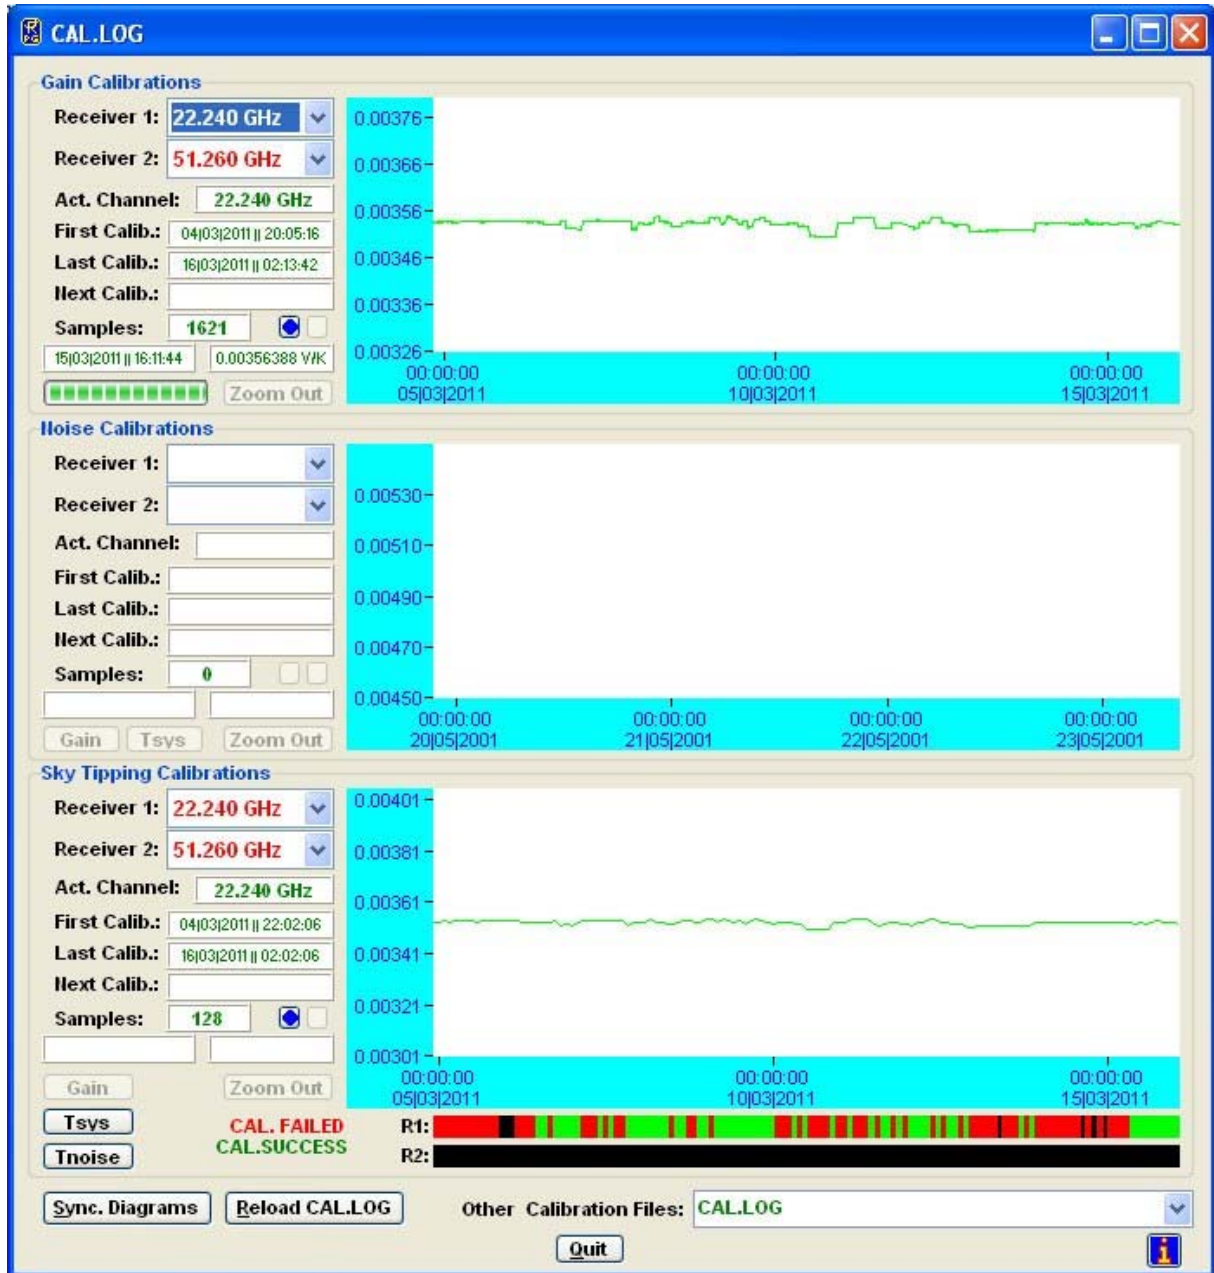 CAL.LOG
Gain Calibrations
Receiver 1: 22.240 GHz
Receiver 2: 51.260 GHz
Act. Channel: 22.240 GHz
First Calib.: 04|03|2011 || 20:05:16
Last Calib.: 16|03|2011 || 02:13:42
Next Calib.:
Samples: 1621
15|03|2011 || 16:11:44 0.00356388 V/K
Zoom Out
0.00376
0.00366
0.00356
0.00346
0.00336
0.00326
00:00:00 00:00:00 00:00:00
05|03|2011 10|03|2011 15|03|2011
Noise Calibrations
Receiver 1:
Receiver 2:
Act. Channel:
First Calib.:
Last Calib.:
Next Calib.:
Samples: 0
Gain Tsys Zoom Out
0.00530
0.00510
0.00490
0.00470
0.00450
00:00:00 00:00:00 00:00:00 00:00:00
20|05|2001 21|05|2001 22|05|2001 23|05|2001
Sky Tipping Calibrations
Receiver 1: 22.240 GHz
Receiver 2: 51.260 GHz
Act. Channel: 22.240 GHz
First Calib.: 04|03|2011 || 22:02:06
Last Calib.: 16|03|2011 || 02:02:06
Next Calib.:
Samples: 128
Gain Zoom Out
0.00401
0.00381
0.00361
0.00341
0.00321
0.00301
00:00:00 00:00:00 00:00:00
05|03|2011 10|03|2011 15|03|2011
Tsys CAL. FAILED R1:
Tnoise CAL.SUCCESS R2:
Sync. Diagrams Reload CAL.LOG Other Calibration Files: CAL.LOG
Quit
i